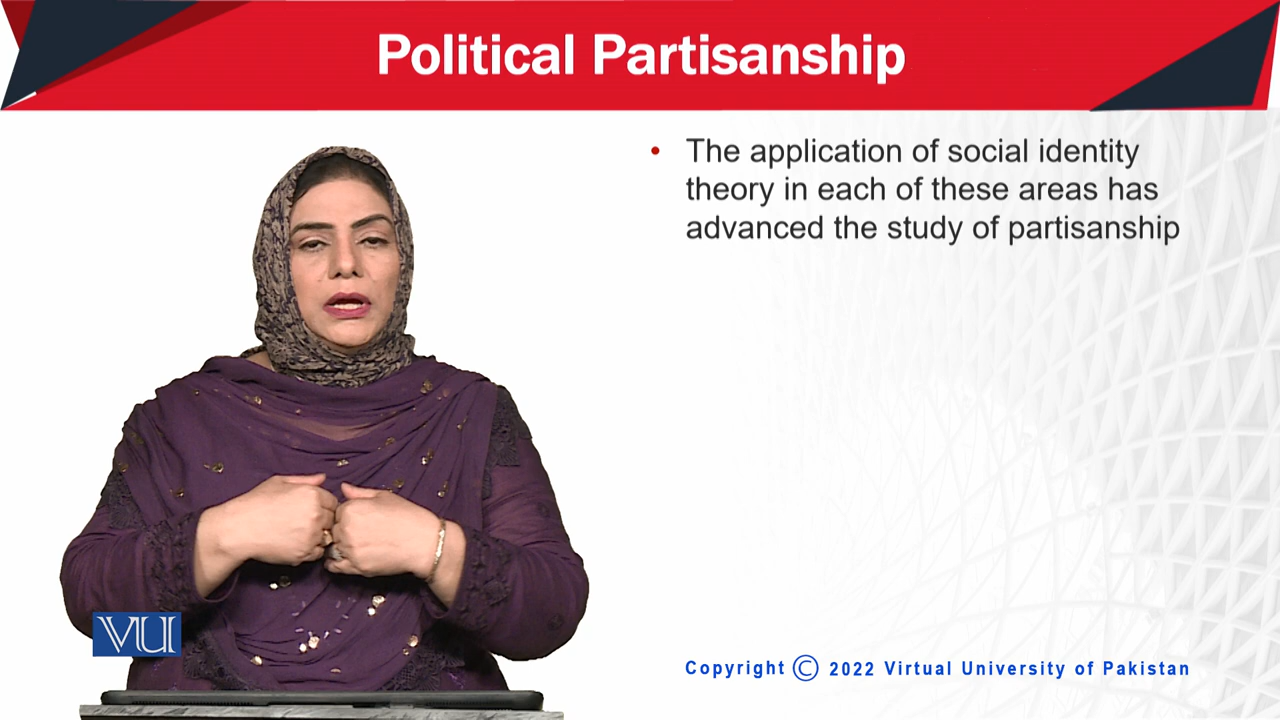 Political Partisanship
• The application of social identity
theory in each of these areas has
advanced the study of partisanship
VU
Copyright © 2022 Virtual University of Pakistan